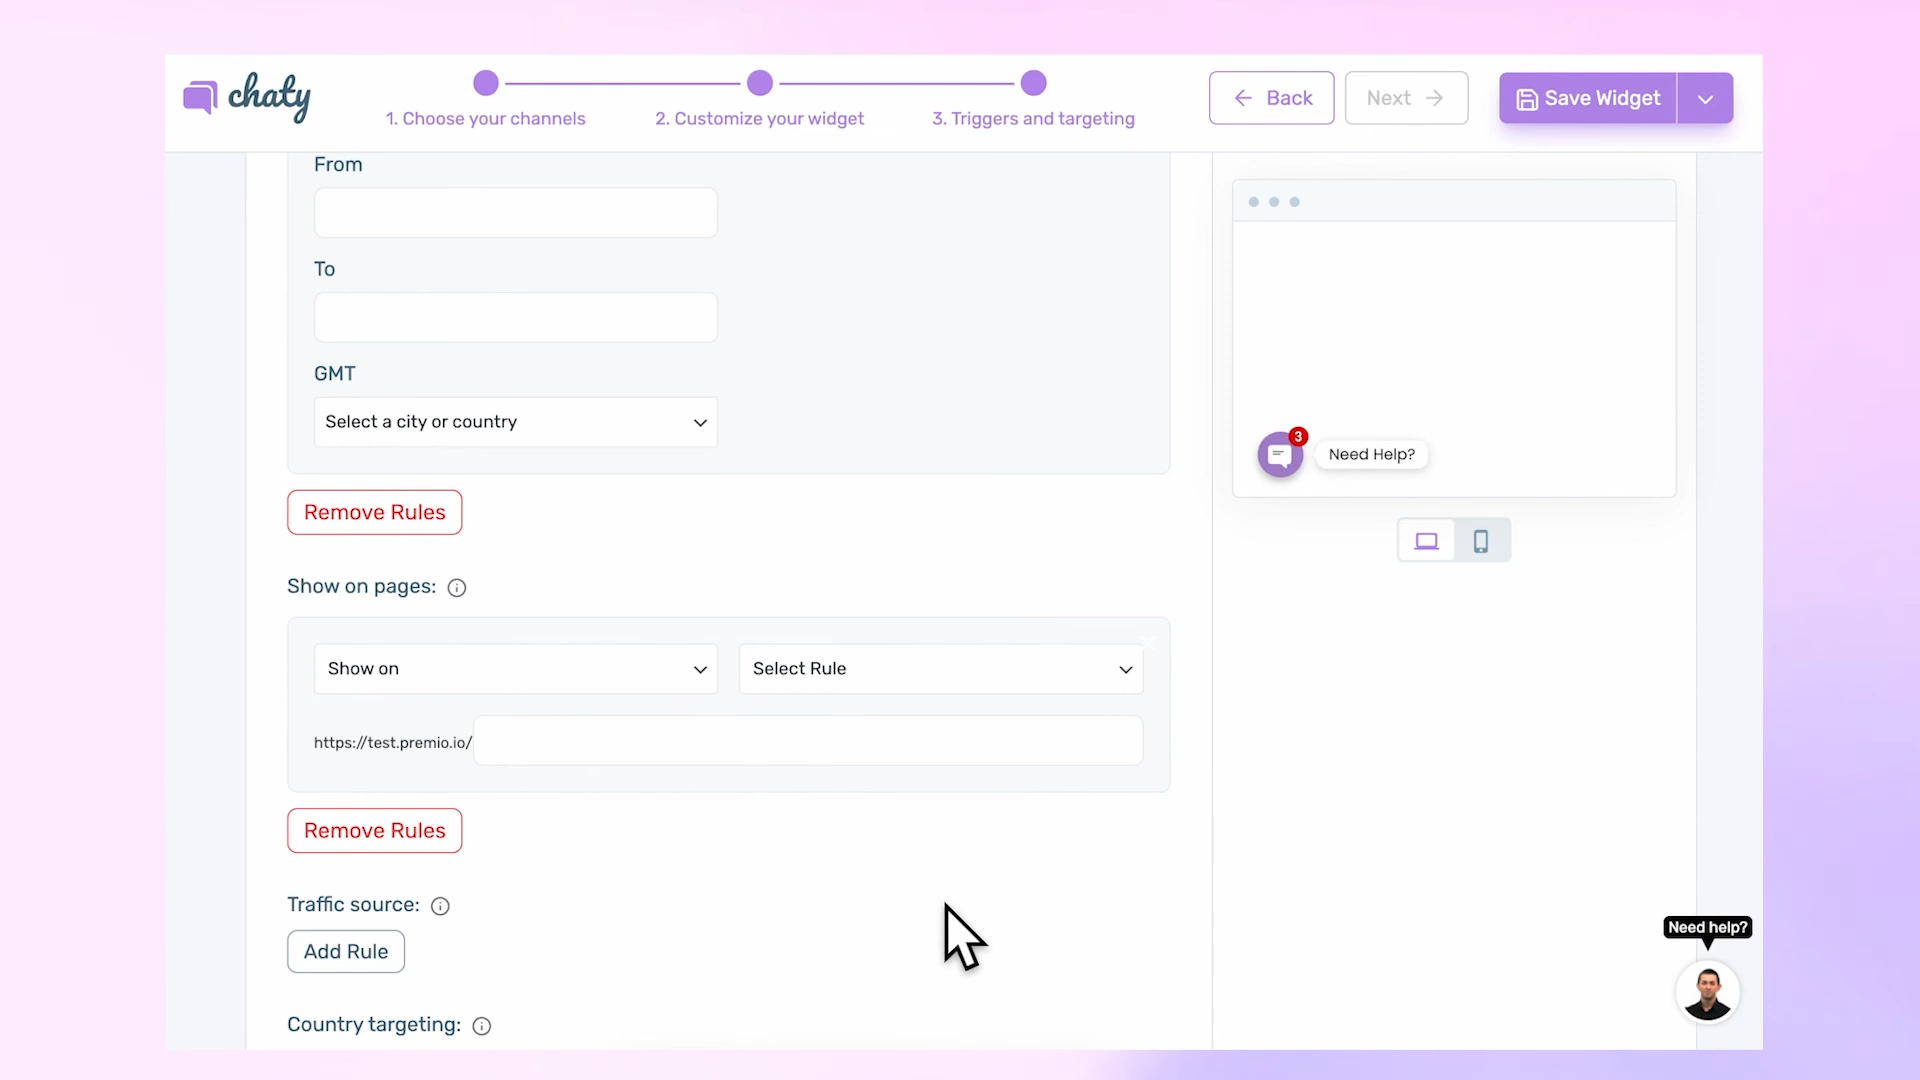 chaty
1. Choose your channels
2. Customize your widget
3. Triggers and targeting
Back
Next
Save Widget
From
To
GMT
Select a city or country
Remove Rules
Show on pages:
Show on
Select Rule
https://test.premio.io/
Remove Rules
Traffic source:
Add Rule
Country targeting:
3
Need Help?
Need help?